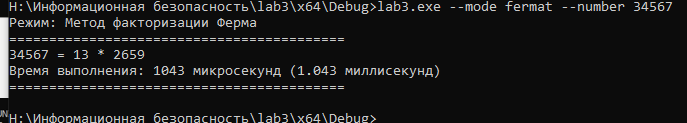 H:\Информационная безопасность\lab3\x64\Debug>lab3.exe --mode fermat --number 34567
Режим: Метод факторизации Ферма
=========================================
34567 = 13 * 2659
Время выполнения: 1043 микросекунд (1.043 миллисекунд)
=========================================
H:\Информационная безопасность\lab3\x64\Debug>